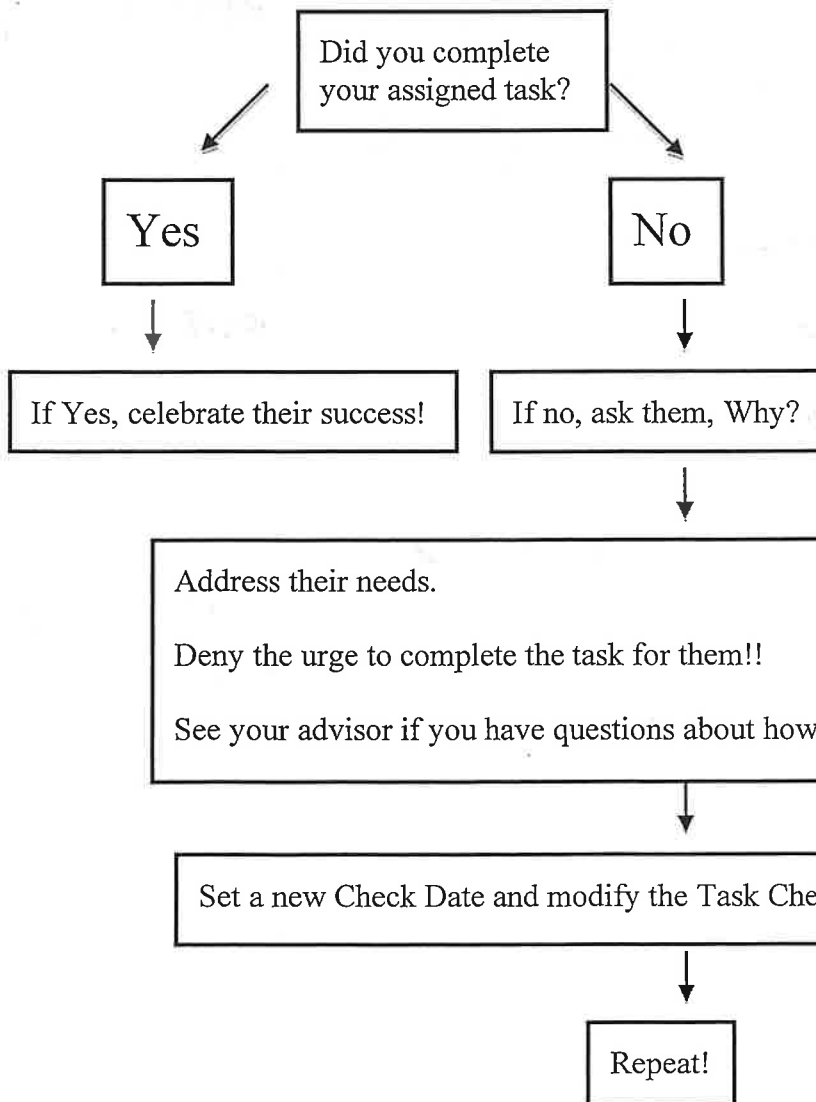 Did you complete
your assigned task?
Yes
No
If Yes, celebrate their success!
If no, ask them, Why?
Address their needs.
Deny the urge to complete the task for them!!
See your advisor if you have questions about how
Set a new Check Date and modify the Task Che
Repeat!